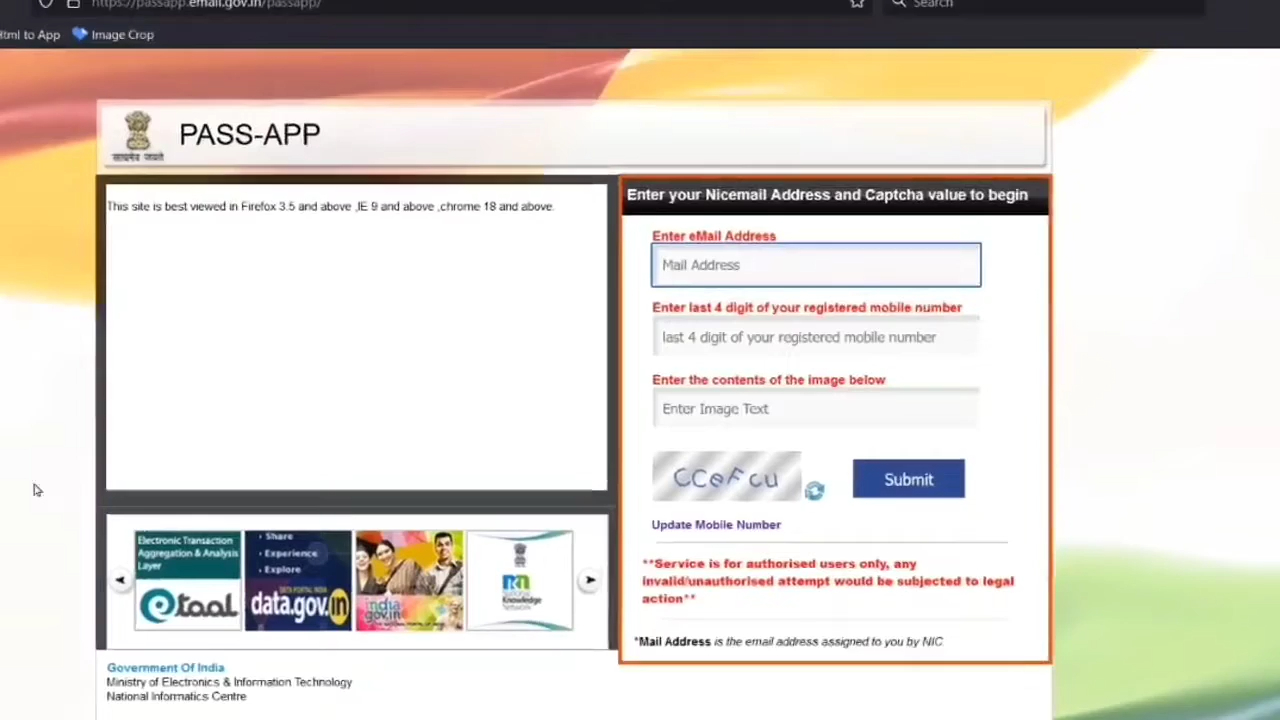 https://passapp.email.gov.in/passapp/
Search
Html to App
Image Crop
सत्यमेव जयते
PASS-APP
This site is best viewed in Firefox 3.5 and above ,IE 9 and above ,chrome 18 and above.
Enter your Nicemail Address and Captcha value to begin
Enter eMail Address
Mail Address
Enter last 4 digit of your registered mobile number
last 4 digit of your registered mobile number
Enter the contents of the image below
Enter Image Text
CCeFcu
Submit
Update Mobile Number
**Service is for authorised users only, any
invalid/unauthorised attempt would be subjected to legal
action**
*Mail Address is the email address assigned to you by NIC.
Electronic Transaction
Aggregation & Analysis
Layer
etaal
• Share
• Experience
• Explore
DATA PORTAL INDIA
data.gov.in
india
gov.in
National
Knowledge
Network
Government Of India
Ministry of Electronics & Information Technology
National Informatics Centre